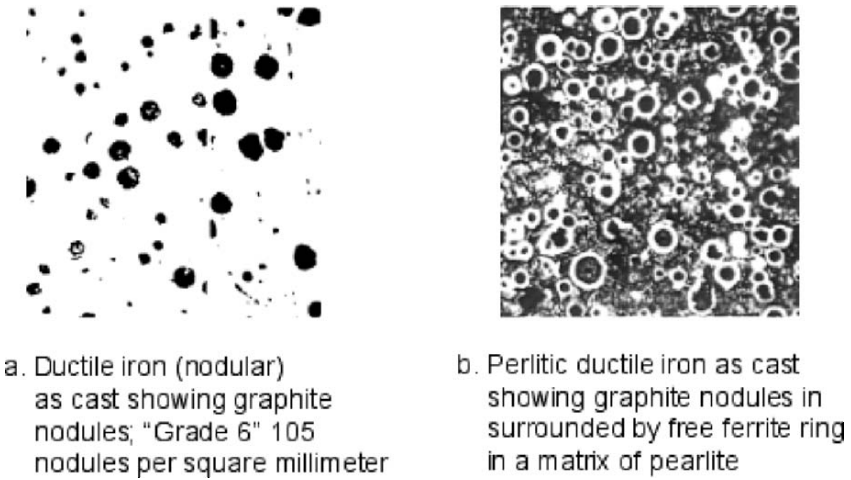 a. Ductile iron (nodular)
as cast showing graphite
nodules; “Grade 6” 105
nodules per square millimeter
b. Perlitic ductile iron as cast
showing graphite nodules in
surrounded by free ferrite ring
in a matrix of pearlite